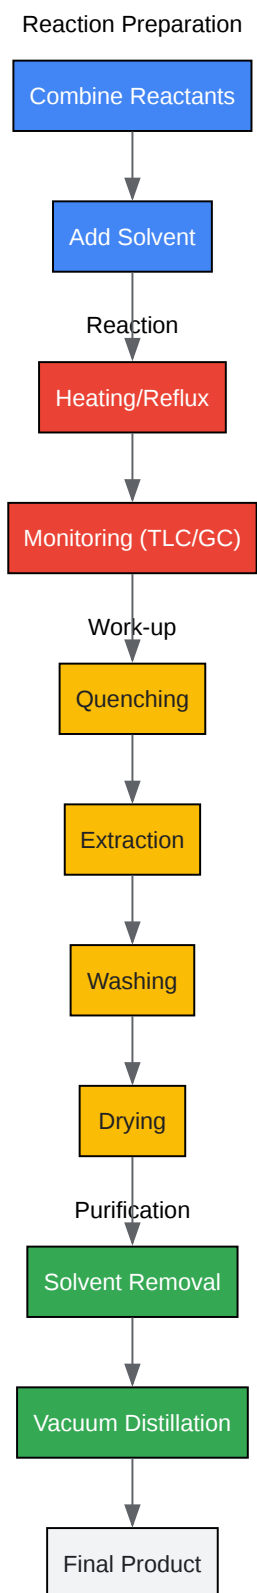 Reaction Preparation
Combine Reactants
Add Solvent
Reaction
Heating/Reflux
Monitoring (TLC/GC)
Work-up
Quenching
Extraction
Washing
Drying
Purification
Solvent Removal
Vacuum Distillation
Final Product